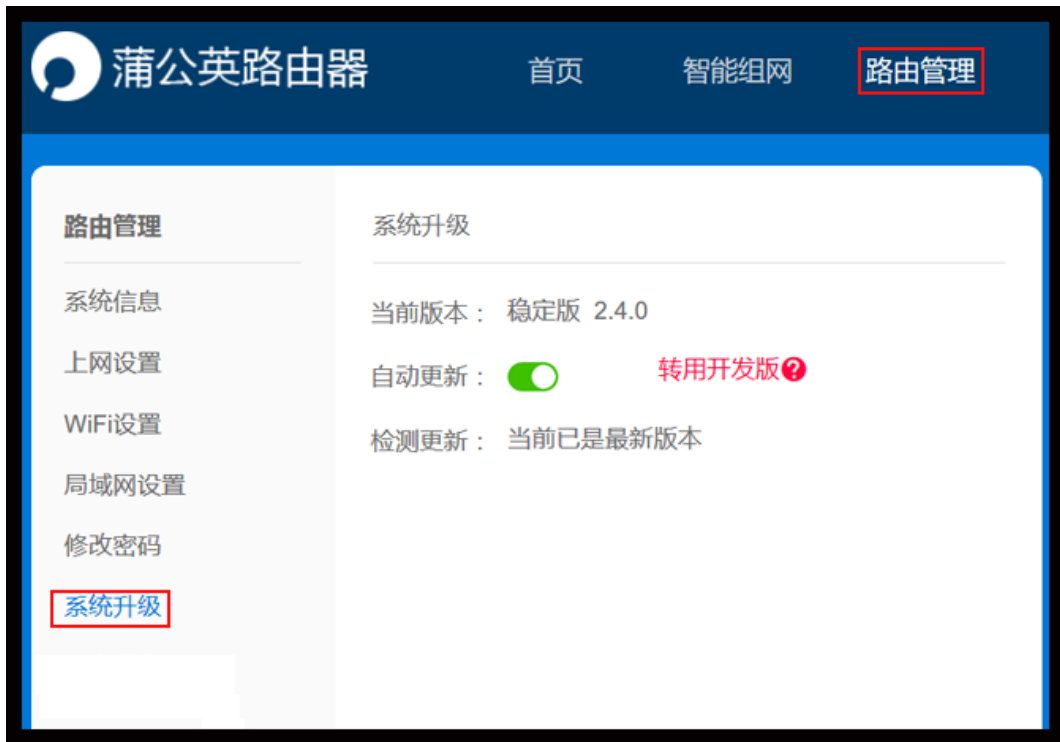 蒲公英路由器 首页 智能组网 路由管理
路由管理
系统信息
上网设置
WiFi设置
局域网设置
修改密码
系统升级
系统升级
当前版本： 稳定版 2.4.0
自动更新： 转用开发版?
检测更新： 当前已是最新版本